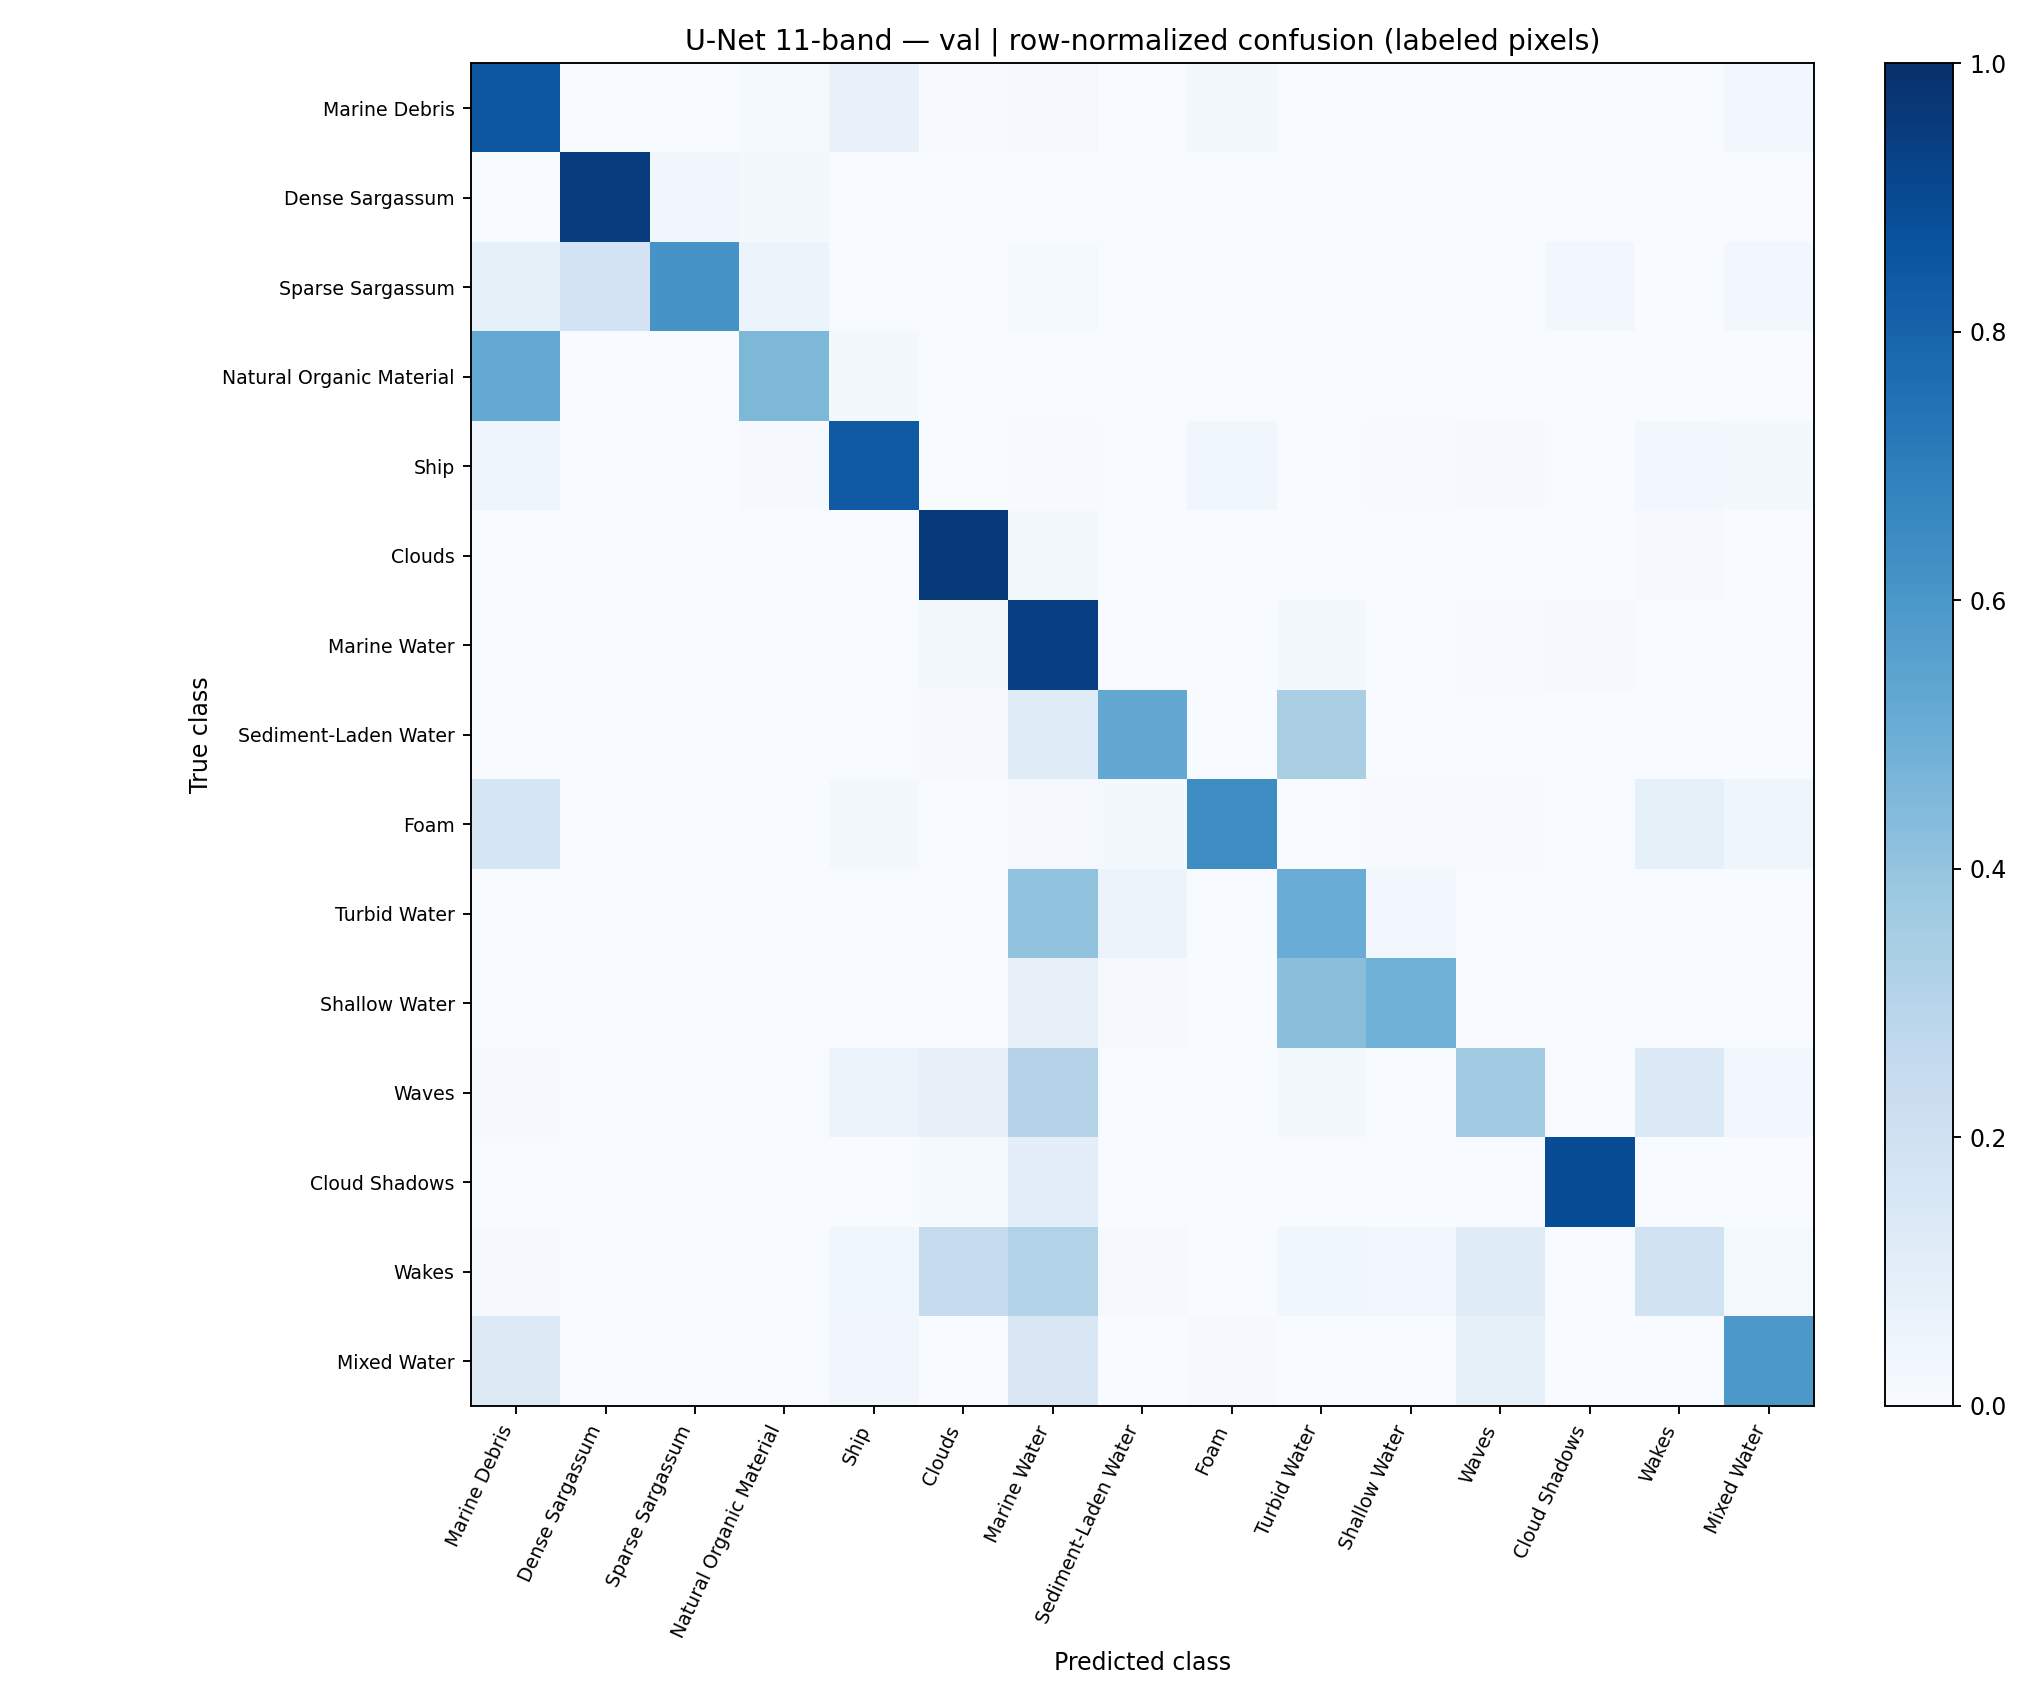 U-Net 11-band — val | row-normalized confusion (labeled pixels)
True class
Marine Debris
Dense Sargassum
Sparse Sargassum
Natural Organic Material
Ship
Clouds
Marine Water
Sediment-Laden Water
Foam
Turbid Water
Shallow Water
Waves
Cloud Shadows
Wakes
Mixed Water
Marine Debris
Dense Sargassum
Sparse Sargassum
Natural Organic Material
Ship
Clouds
Marine Water
Sediment-Laden Water
Foam
Turbid Water
Shallow Water
Waves
Cloud Shadows
Wakes
Mixed Water
Predicted class
1.0
0.8
0.6
0.4
0.2
0.0